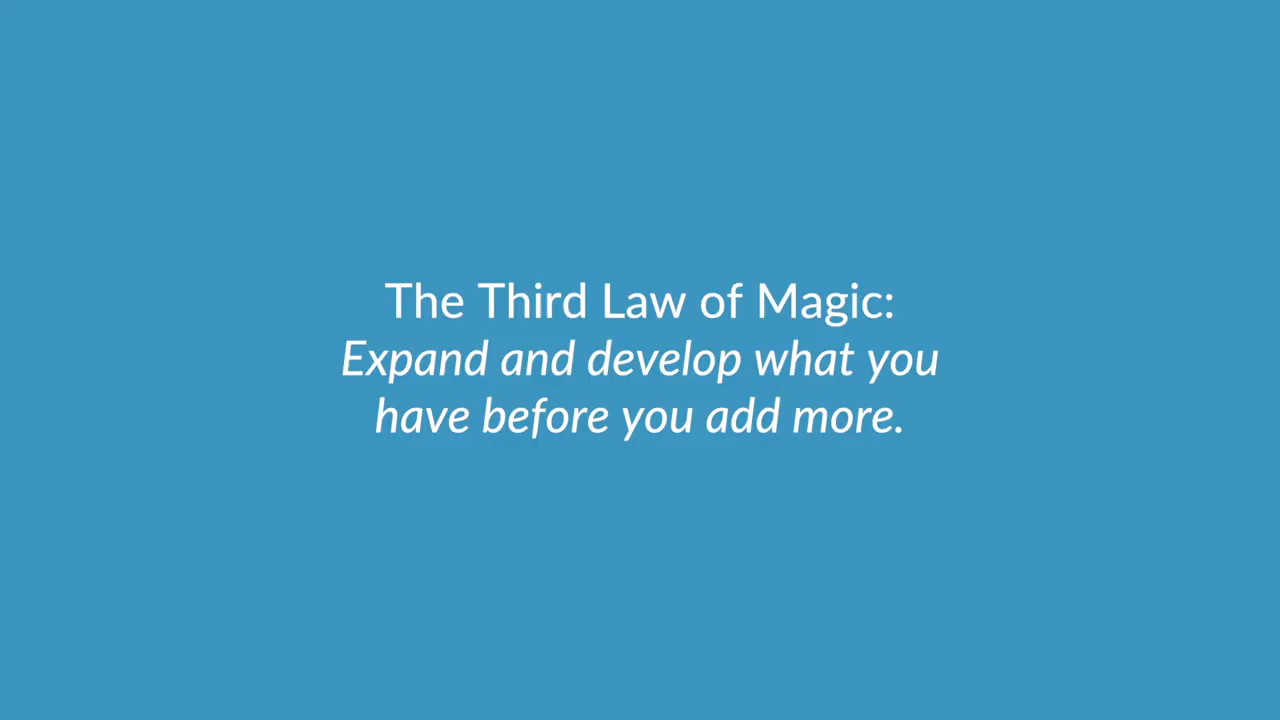 The Third Law of Magic:
Expand and develop what you
have before you add more.